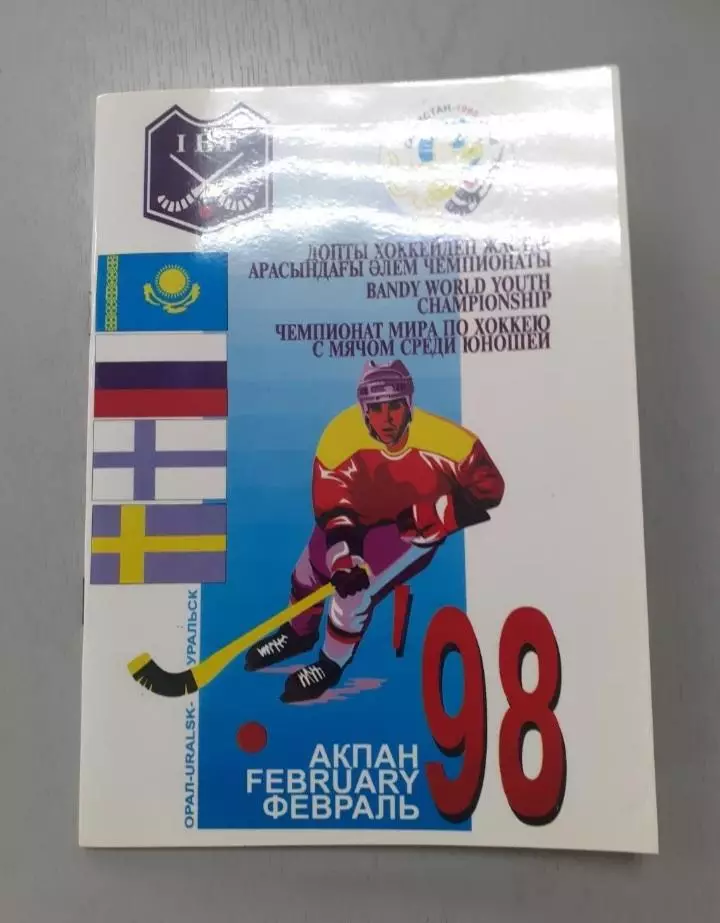 IBF
ДОПТЫ ХОККЕЙДЕН ЖАСТАР
АРАСЫНДАҒЫ ӘЛЕМ ЧЕМПИОНАТЫ
BANDY WORLD YOUTH
CHAMPIONSHIP
ЧЕМПИОНАТ МИРА ПО ХОККЕЮ
С МЯЧОМ СРЕДИ ЮНОШЕЙ
ОРАЛ-URALSK-УРАЛЬСК
'98
АКПАН
FEBRUARY
ФЕВРАЛЬ